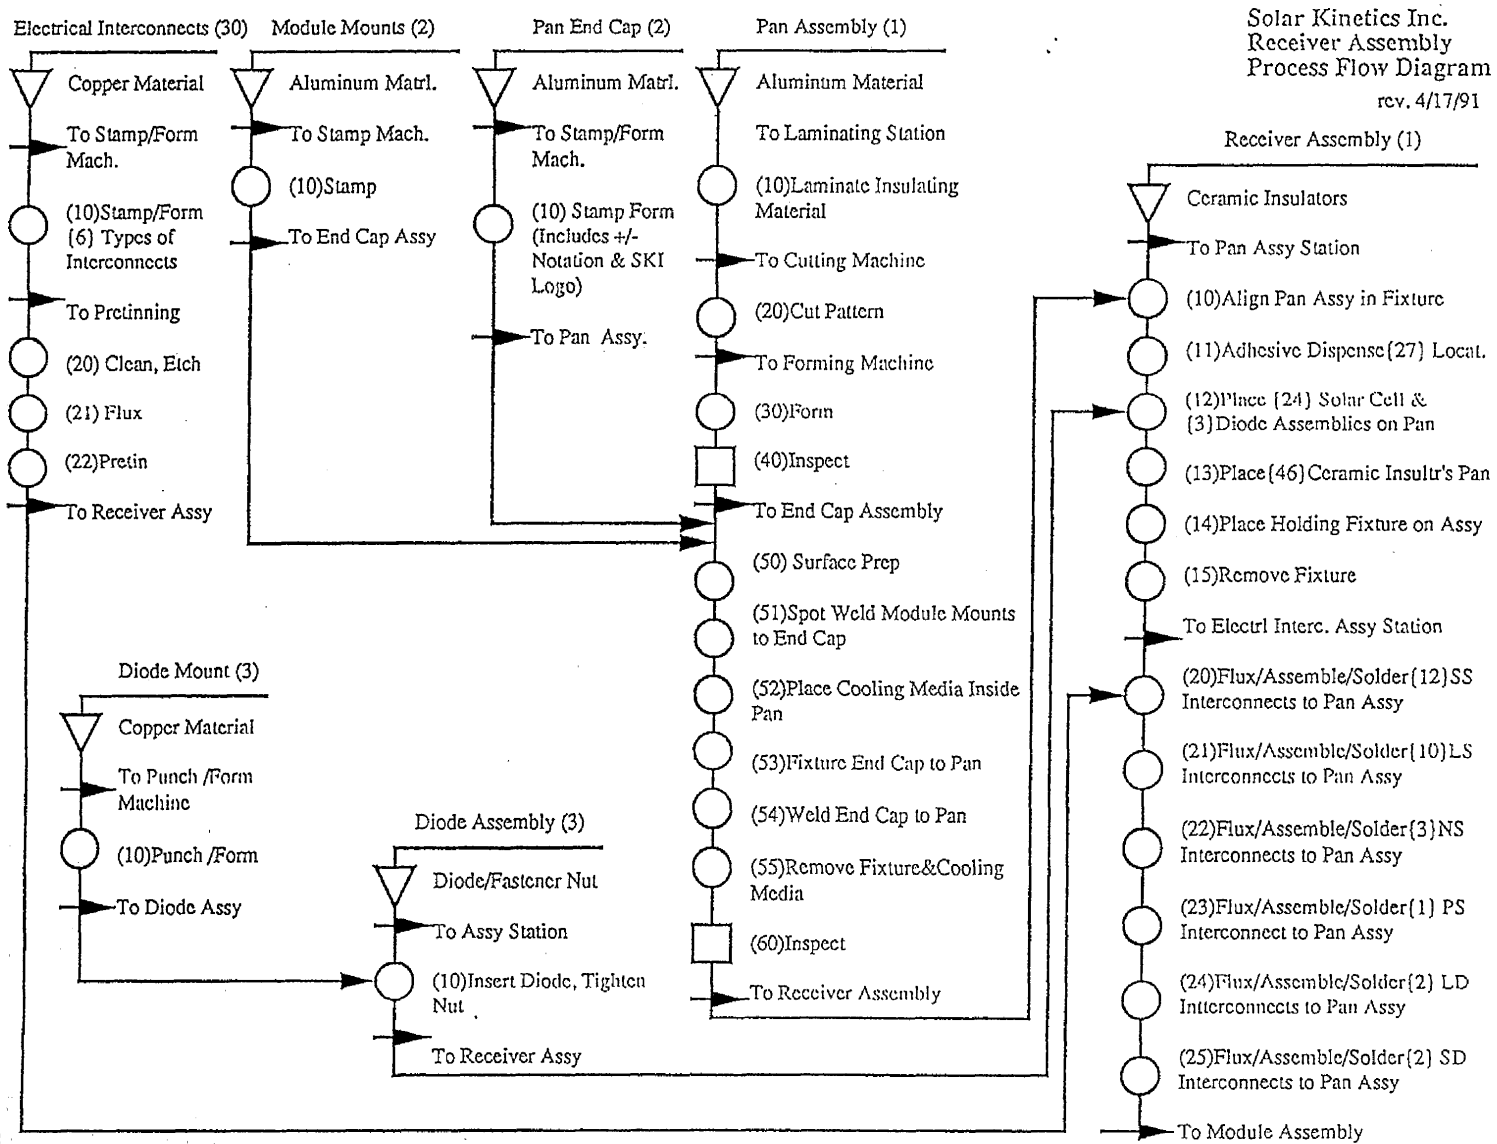 Solar Kinetics Inc.
Receiver Assembly
Process Flow Diagram
rev. 4/17/91
Electrical Interconnects (30)
Copper Material
To Stamp/Form
Mach.
(10)Stamp/Form
{6} Types of
Interconnects
To Pretinning
(20) Clean, Etch
(21) Flux
(22)Pretin
To Receiver Assy
Module Mounts (2)
Aluminum Matrl.
To Stamp Mach.
(10)Stamp
To End Cap Assy
Pan End Cap (2)
Aluminum Matrl.
To Stamp/Form
Mach.
(10) Stamp Form
(Includes +/-
Notation & SKI
Logo)
To Pan Assy.
Pan Assembly (1)
Aluminum Material
To Laminating Station
(10)Laminate Insulating
Material
To Cutting Machine
(20)Cut Pattern
To Forming Machine
(30)Form
(40)Inspect
To End Cap Assembly
(50) Surface Prep
(51)Spot Weld Module Mounts
to End Cap
(52)Place Cooling Media Inside
Pan
(53)Fixture End Cap to Pan
(54)Weld End Cap to Pan
(55)Remove Fixture&Cooling
Media
(60)Inspect
To Receiver Assembly
Diode Mount (3)
Copper Material
To Punch /Form
Machine
(10)Punch /Form
To Diode Assy
Diode Assembly (3)
Diode/Fastener Nut
To Assy Station
(10)Insert Diode, Tighten
Nut
To Receiver Assy
Receiver Assembly (1)
Ceramic Insulators
To Pan Assy Station
(10)Align Pan Assy in Fixture
(11)Adhesive Dispense{27} Locat.
(12)Place {24} Solar Cell &
{3}Diode Assemblies on Pan
(13)Place{46}Ceramic Insultr's Pan
(14)Place Holding Fixture on Assy
(15)Remove Fixture
To Electrl Interc. Assy Station
(20)Flux/Assemble/Solder{12}SS
Interconnects to Pan Assy
(21)Flux/Assemble/Solder{10}LS
Interconnects to Pan Assy
(22)Flux/Assemble/Solder{3}NS
Interconnects to Pan Assy
(23)Flux/Assemble/Solder{1} PS
Interconnect to Pan Assy
(24)Flux/Assemble/Solder{2} LD
Intterconnects to Pan Assy
(25)Flux/Assemble/Solder{2} SD
Interconnects to Pan Assy
To Module Assembly